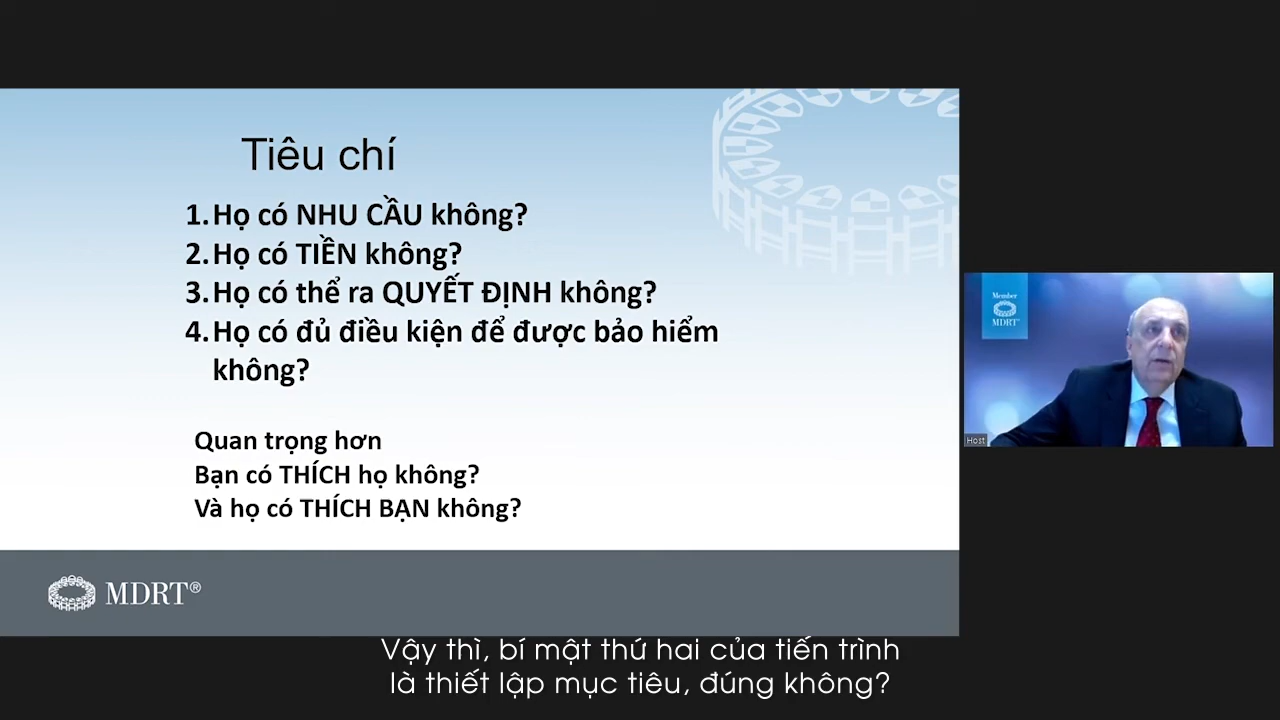 Tiêu chí
1. Họ có NHU CẦU không?
2. Họ có TIỀN không?
3. Họ có thể ra QUYẾT ĐỊNH không?
4. Họ có đủ điều kiện để được bảo hiểm
không?
Quan trọng hơn
Bạn có THÍCH họ không?
Và họ có THÍCH BẠN không?
MDRT®
Member
MDRT
Host
Vậy thì, bí mật thứ hai của tiến trình
là thiết lập mục tiêu, đúng không?